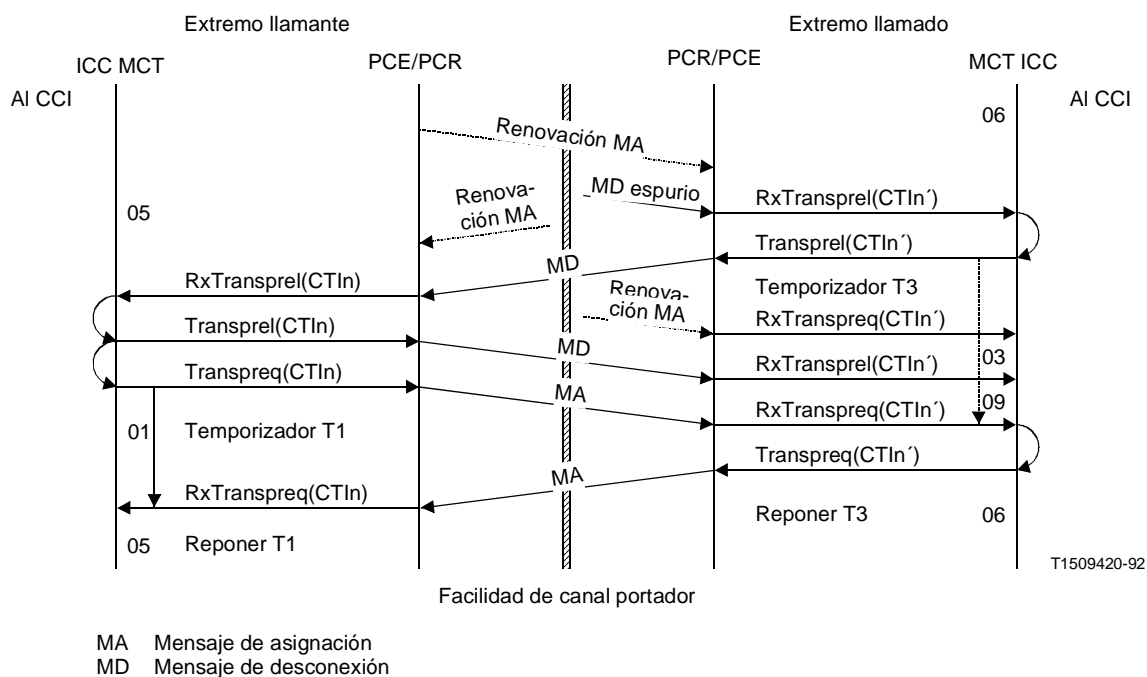 Extremo llamante
Extremo llamado
ICC MCT
PCE/PCR
PCR/PCE
MCT ICC
Al CCI
Al CCI
06
Renovación MA
MD espurio
RxTransprel(CTIn´)
Renova-
ción MA
05
Transprel(CTIn´)
MD
RxTransprel(CTIn)
Temporizador T3
Renova-
ción MA
RxTranspreq(CTIn´)
Transprel(CTIn)
MD
03
RxTransprel(CTIn´)
Transpreq(CTIn)
MA
09
RxTranspreq(CTIn´)
01
Temporizador T1
Transpreq(CTIn´)
MA
RxTranspreq(CTIn)
Reponer T3
06
05
Reponer T1
T1509420-92
Facilidad de canal portador
MA Mensaje de asignación
MD Mensaje de desconexión